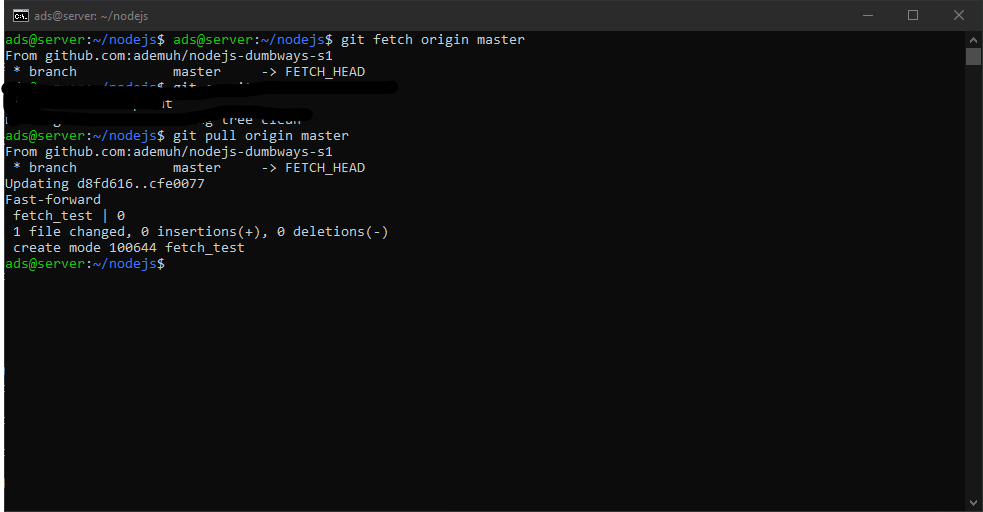 ads@server: ~/nodejs
ads@server:~/nodejs$ ads@server:~/nodejs$ git fetch origin master
From github.com:ademuh/nodejs-dumbways-s1
 * branch            master     -> FETCH_HEAD
tree clean
ads@server:~/nodejs$ git pull origin master
From github.com:ademuh/nodejs-dumbways-s1
 * branch            master     -> FETCH_HEAD
Updating d8fd616..cfe0077
Fast-forward
 fetch_test | 0
 1 file changed, 0 insertions(+), 0 deletions(-)
 create mode 100644 fetch_test
ads@server:~/nodejs$